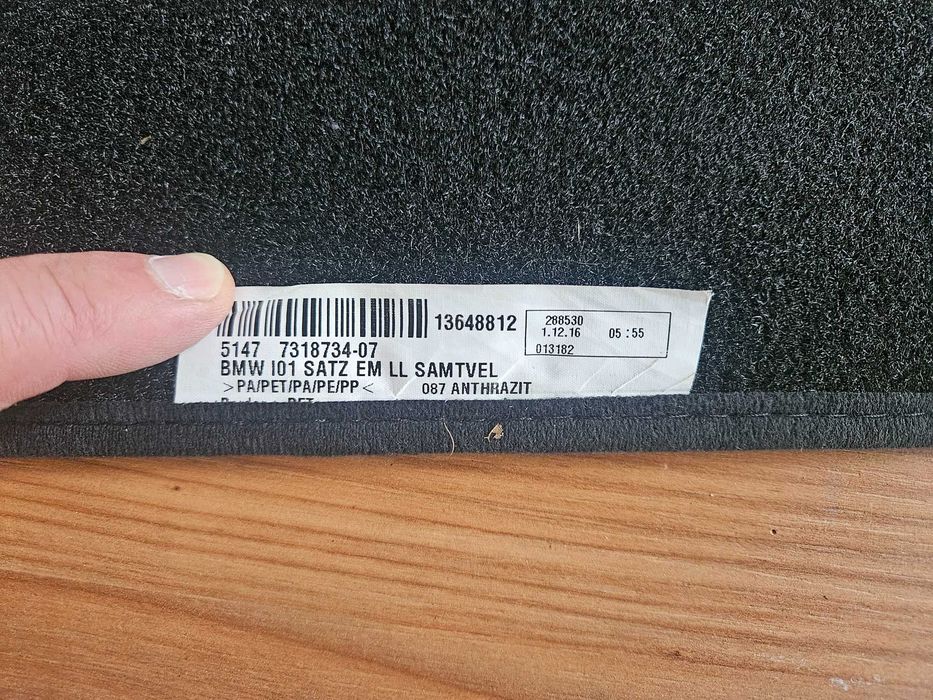 13648812
288530
1.12.16 05:55
013182
5147 7318734-07
BMW I01 SATZ EM LL SAMTVEL
>PA/PET/PA/PE/PP< 087 ANTHRAZIT